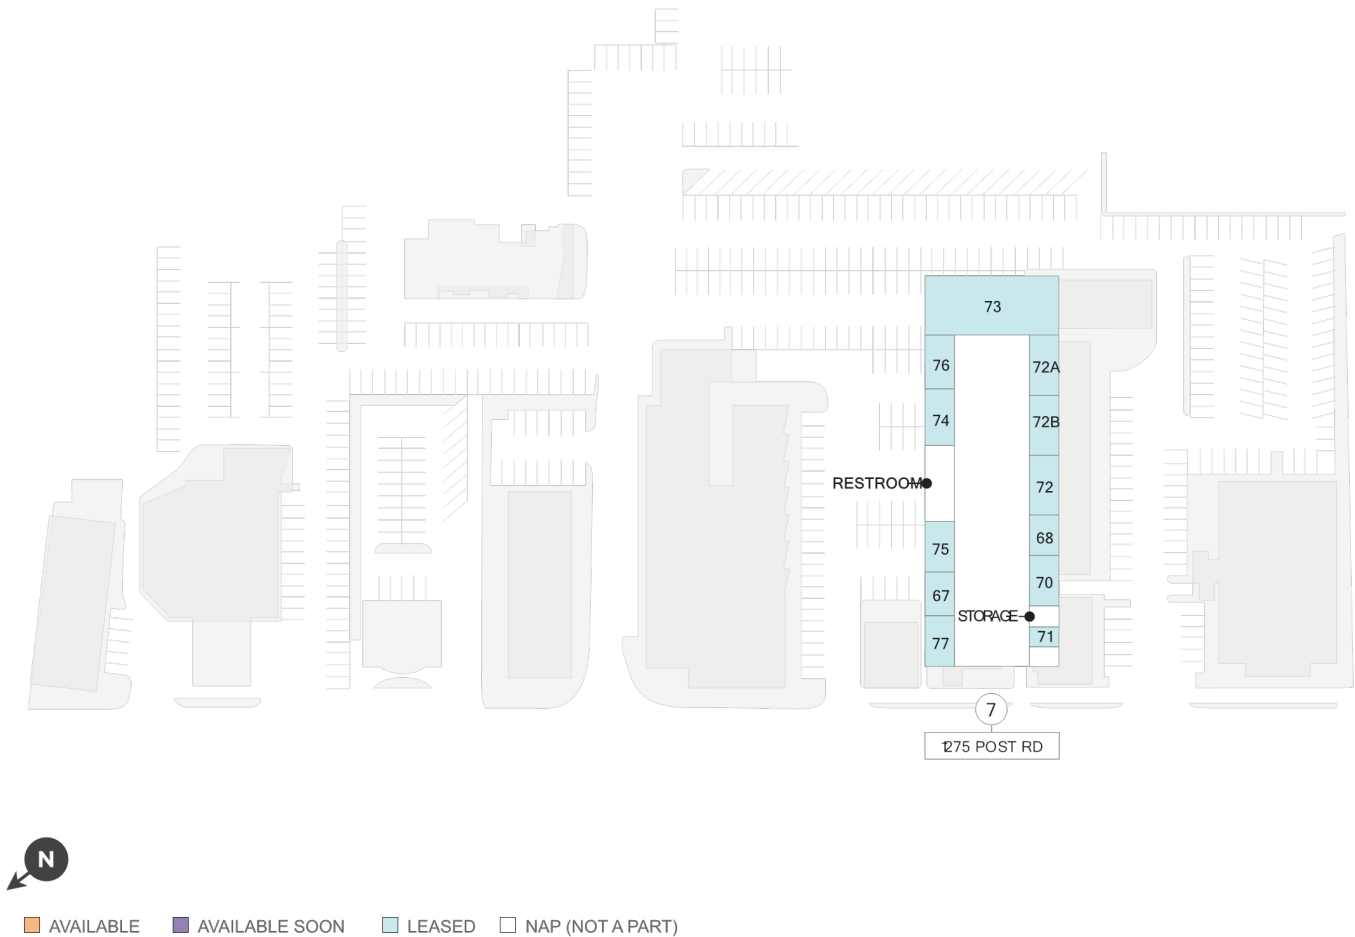 73
76
72A
74
72B
RESTROOM
72
68
75
70
67
STORAGE
71
77
7
1275 POST RD
N
AVAILABLE
AVAILABLE SOON
LEASED
NAP (NOT A PART)